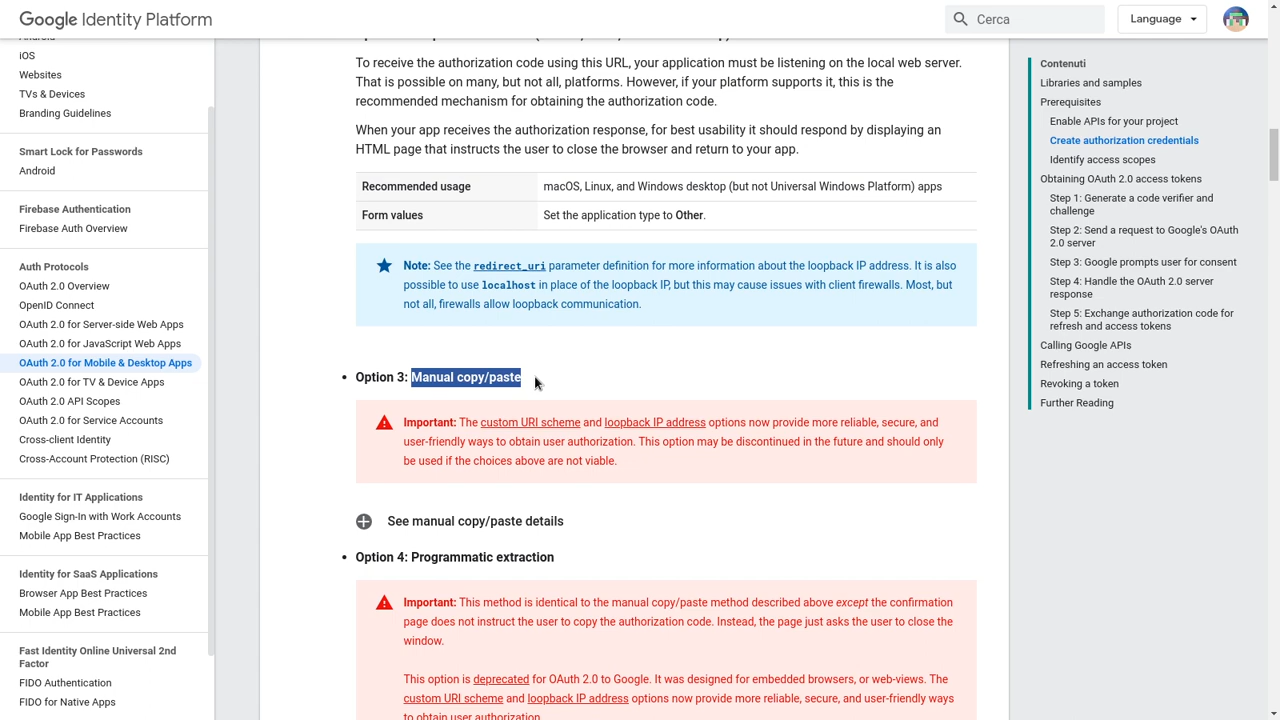 Google Identity Platform
Cerca
Language
iOS
Websites
TVs & Devices
Branding Guidelines
Smart Lock for Passwords
Android
Firebase Authentication
Firebase Auth Overview
Auth Protocols
OAuth 2.0 Overview
OpenID Connect
OAuth 2.0 for Server-side Web Apps
OAuth 2.0 for JavaScript Web Apps
OAuth 2.0 for Mobile & Desktop Apps
OAuth 2.0 for TV & Device Apps
OAuth 2.0 API Scopes
OAuth 2.0 for Service Accounts
Cross-client Identity
Cross-Account Protection (RISC)
Identity for IT Applications
Google Sign-In with Work Accounts
Mobile App Best Practices
Identity for SaaS Applications
Browser App Best Practices
Mobile App Best Practices
Fast Identity Online Universal 2nd
Factor
FIDO Authentication
FIDO for Native Apps
To receive the authorization code using this URL, your application must be listening on the local web server.
That is possible on many, but not all, platforms. However, if your platform supports it, this is the
recommended mechanism for obtaining the authorization code.
When your app receives the authorization response, for best usability it should respond by displaying an
HTML page that instructs the user to close the browser and return to your app.
Recommended usage macOS, Linux, and Windows desktop (but not Universal Windows Platform) apps
Form values Set the application type to Other.
Note: See the redirect_uri parameter definition for more information about the loopback IP address. It is also
possible to use localhost in place of the loopback IP, but this may cause issues with client firewalls. Most, but
not all, firewalls allow loopback communication.
• Option 3: Manual copy/paste
Important: The custom URI scheme and loopback IP address options now provide more reliable, secure, and
user-friendly ways to obtain user authorization. This option may be discontinued in the future and should only
be used if the choices above are not viable.
See manual copy/paste details
• Option 4: Programmatic extraction
Important: This method is identical to the manual copy/paste method described above except the confirmation
page does not instruct the user to copy the authorization code. Instead, the page just asks the user to close the
window.
This option is deprecated for OAuth 2.0 to Google. It was designed for embedded browsers, or web-views. The
custom URI scheme and loopback IP address options now provide more reliable, secure, and user-friendly ways
to obtain user authorization.
Contenuti
Libraries and samples
Prerequisites
Enable APIs for your project
Create authorization credentials
Identify access scopes
Obtaining OAuth 2.0 access tokens
Step 1: Generate a code verifier and
challenge
Step 2: Send a request to Google's OAuth
2.0 server
Step 3: Google prompts user for consent
Step 4: Handle the OAuth 2.0 server
response
Step 5: Exchange authorization code for
refresh and access tokens
Calling Google APIs
Refreshing an access token
Revoking a token
Further Reading